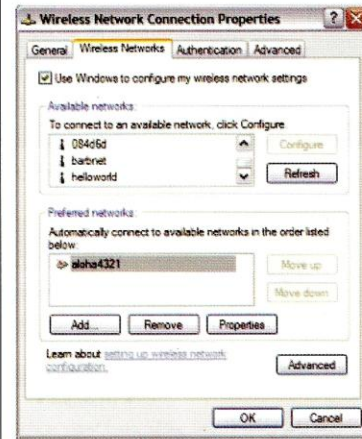 Wireless Network Connection Properties
General Wireless Networks Authentication Advanced
Use Windows to configure my wireless network settings
Available networks:
To connect to an available network, click Configure.
084d6d
barbnet
helloworld
Configure
Refresh
Preferred networks:
Automatically connect to available networks in the order listed
below:
aloha4321
Move up
Move down
Add... Remove Properties
Learn about setting up wireless network
configuration.
Advanced
OK Cancel